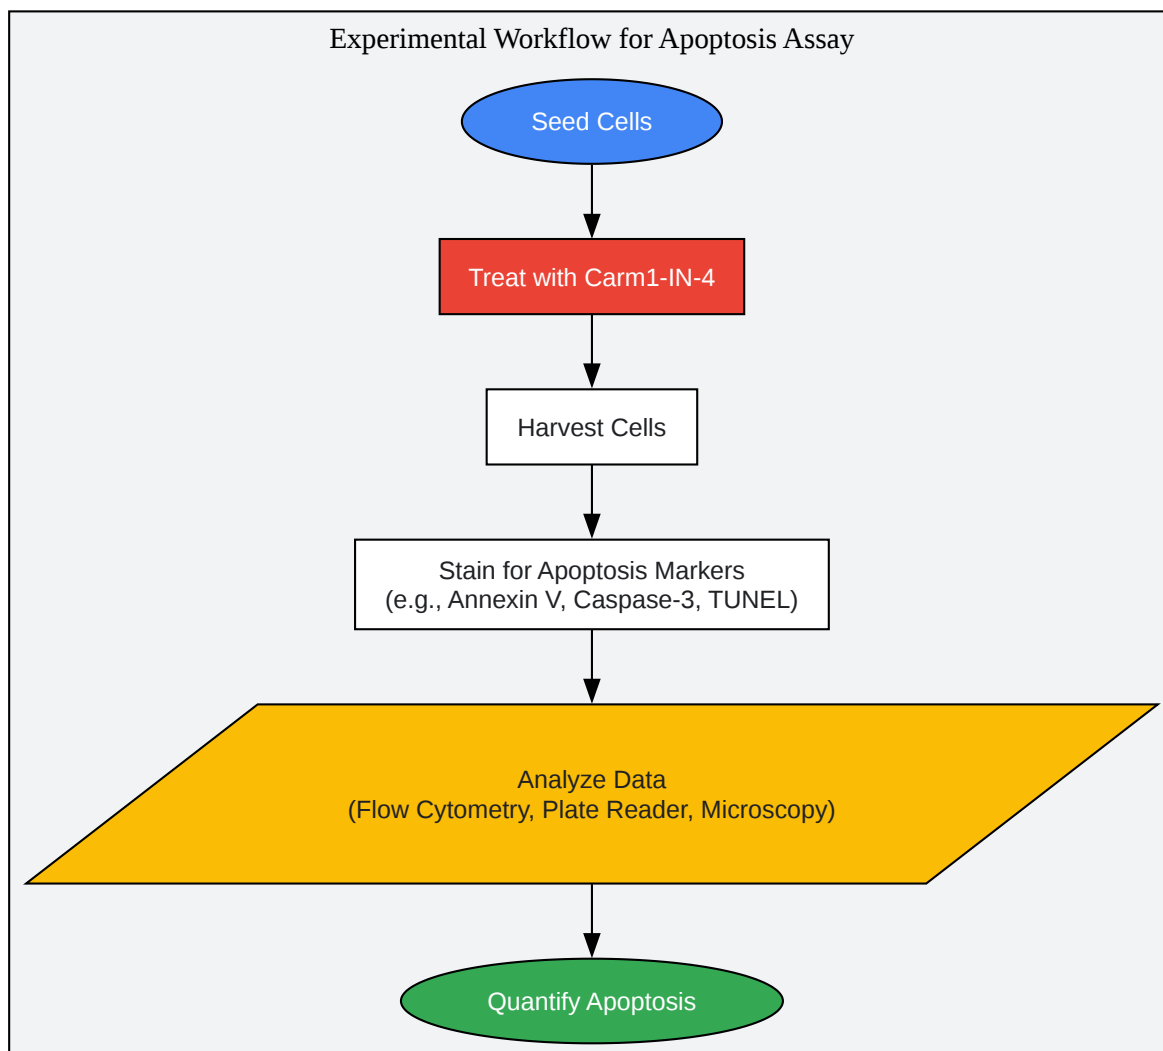 Experimental Workflow for Apoptosis Assay
Seed Cells
Treat with Carm1-IN-4
Harvest Cells
Stain for Apoptosis Markers
(e.g., Annexin V, Caspase-3, TUNEL)
Analyze Data
(Flow Cytometry, Plate Reader, Microscopy)
Quantify Apoptosis